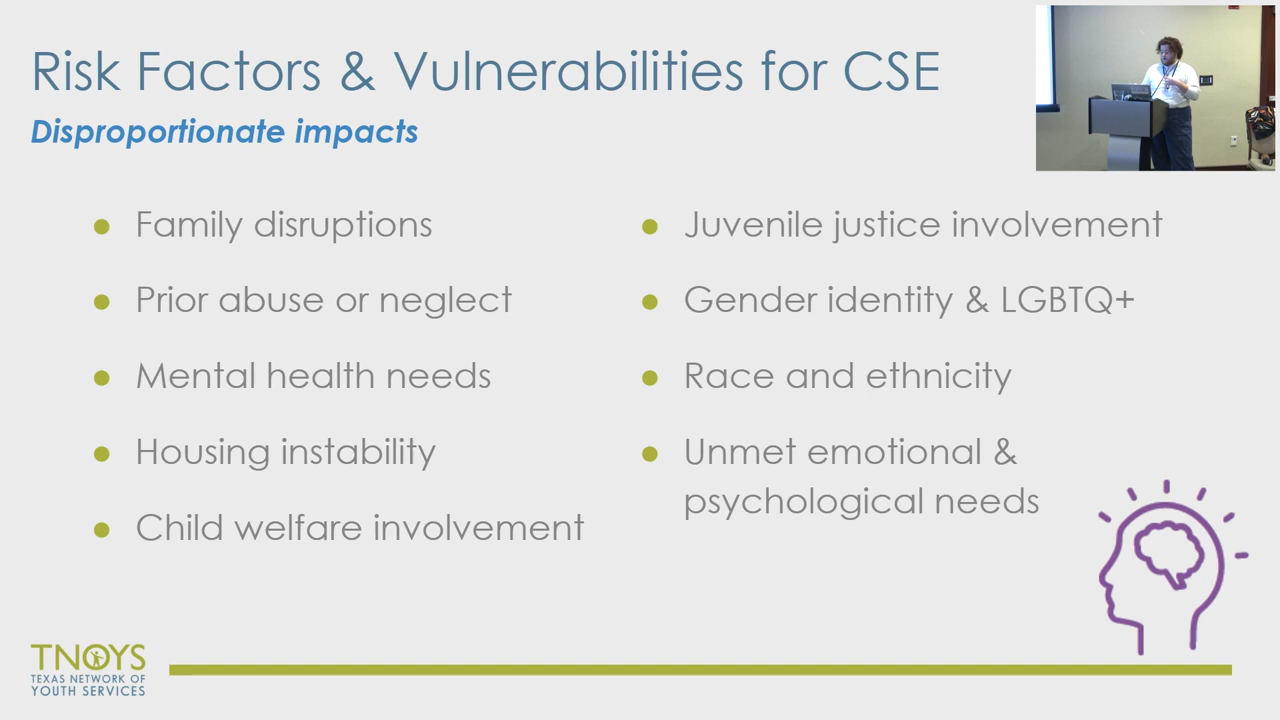 Risk Factors & Vulnerabilities for CSE
Disproportionate impacts
Family disruptions
Prior abuse or neglect
Mental health needs
Housing instability
Child welfare involvement
Juvenile justice involvement
Gender identity & LGBTQ+
Race and ethnicity
Unmet emotional &
psychological needs
TNOYS
TEXAS NETWORK OF
YOUTH SERVICES